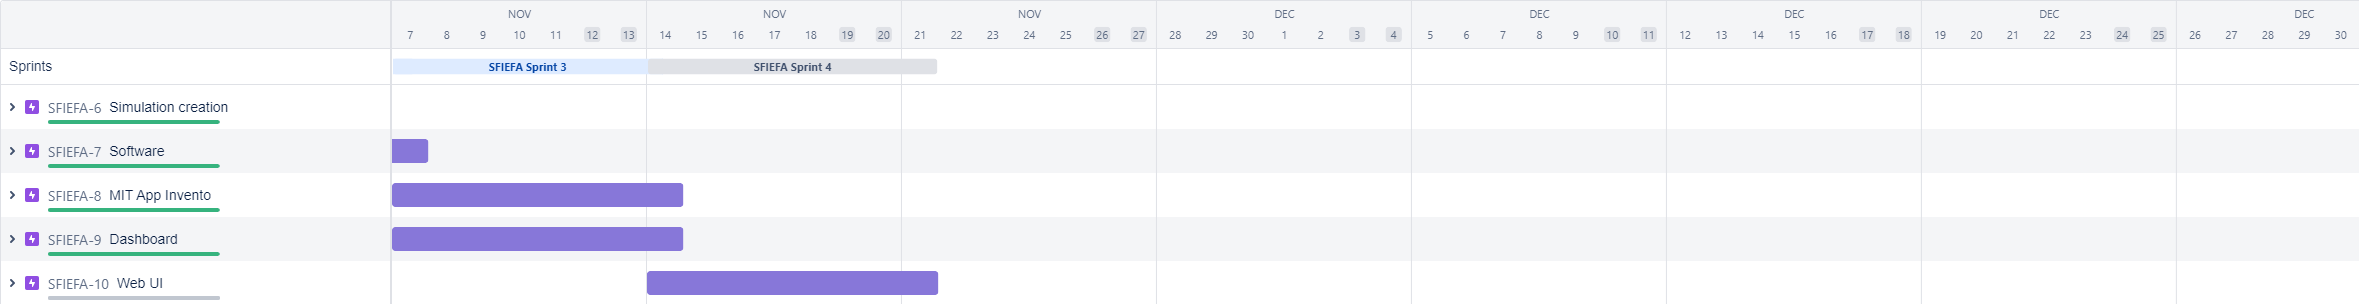 NOV NOV NOV DEC DEC DEC DEC DEC
7 8 9 10 11 12 13 14 15 16 17 18 19 20 21 22 23 24 25 26 27 28 29 30 1 2 3 4 5 6 7 8 9 10 11 12 13 14 15 16 17 18 19 20 21 22 23 24 25 26 27 28 29 30
Sprints SFIEFA Sprint 3 SFIEFA Sprint 4
SFIEFA-6 Simulation creation
SFIEFA-7 Software
SFIEFA-8 MIT App Invento
SFIEFA-9 Dashboard
SFIEFA-10 Web UI